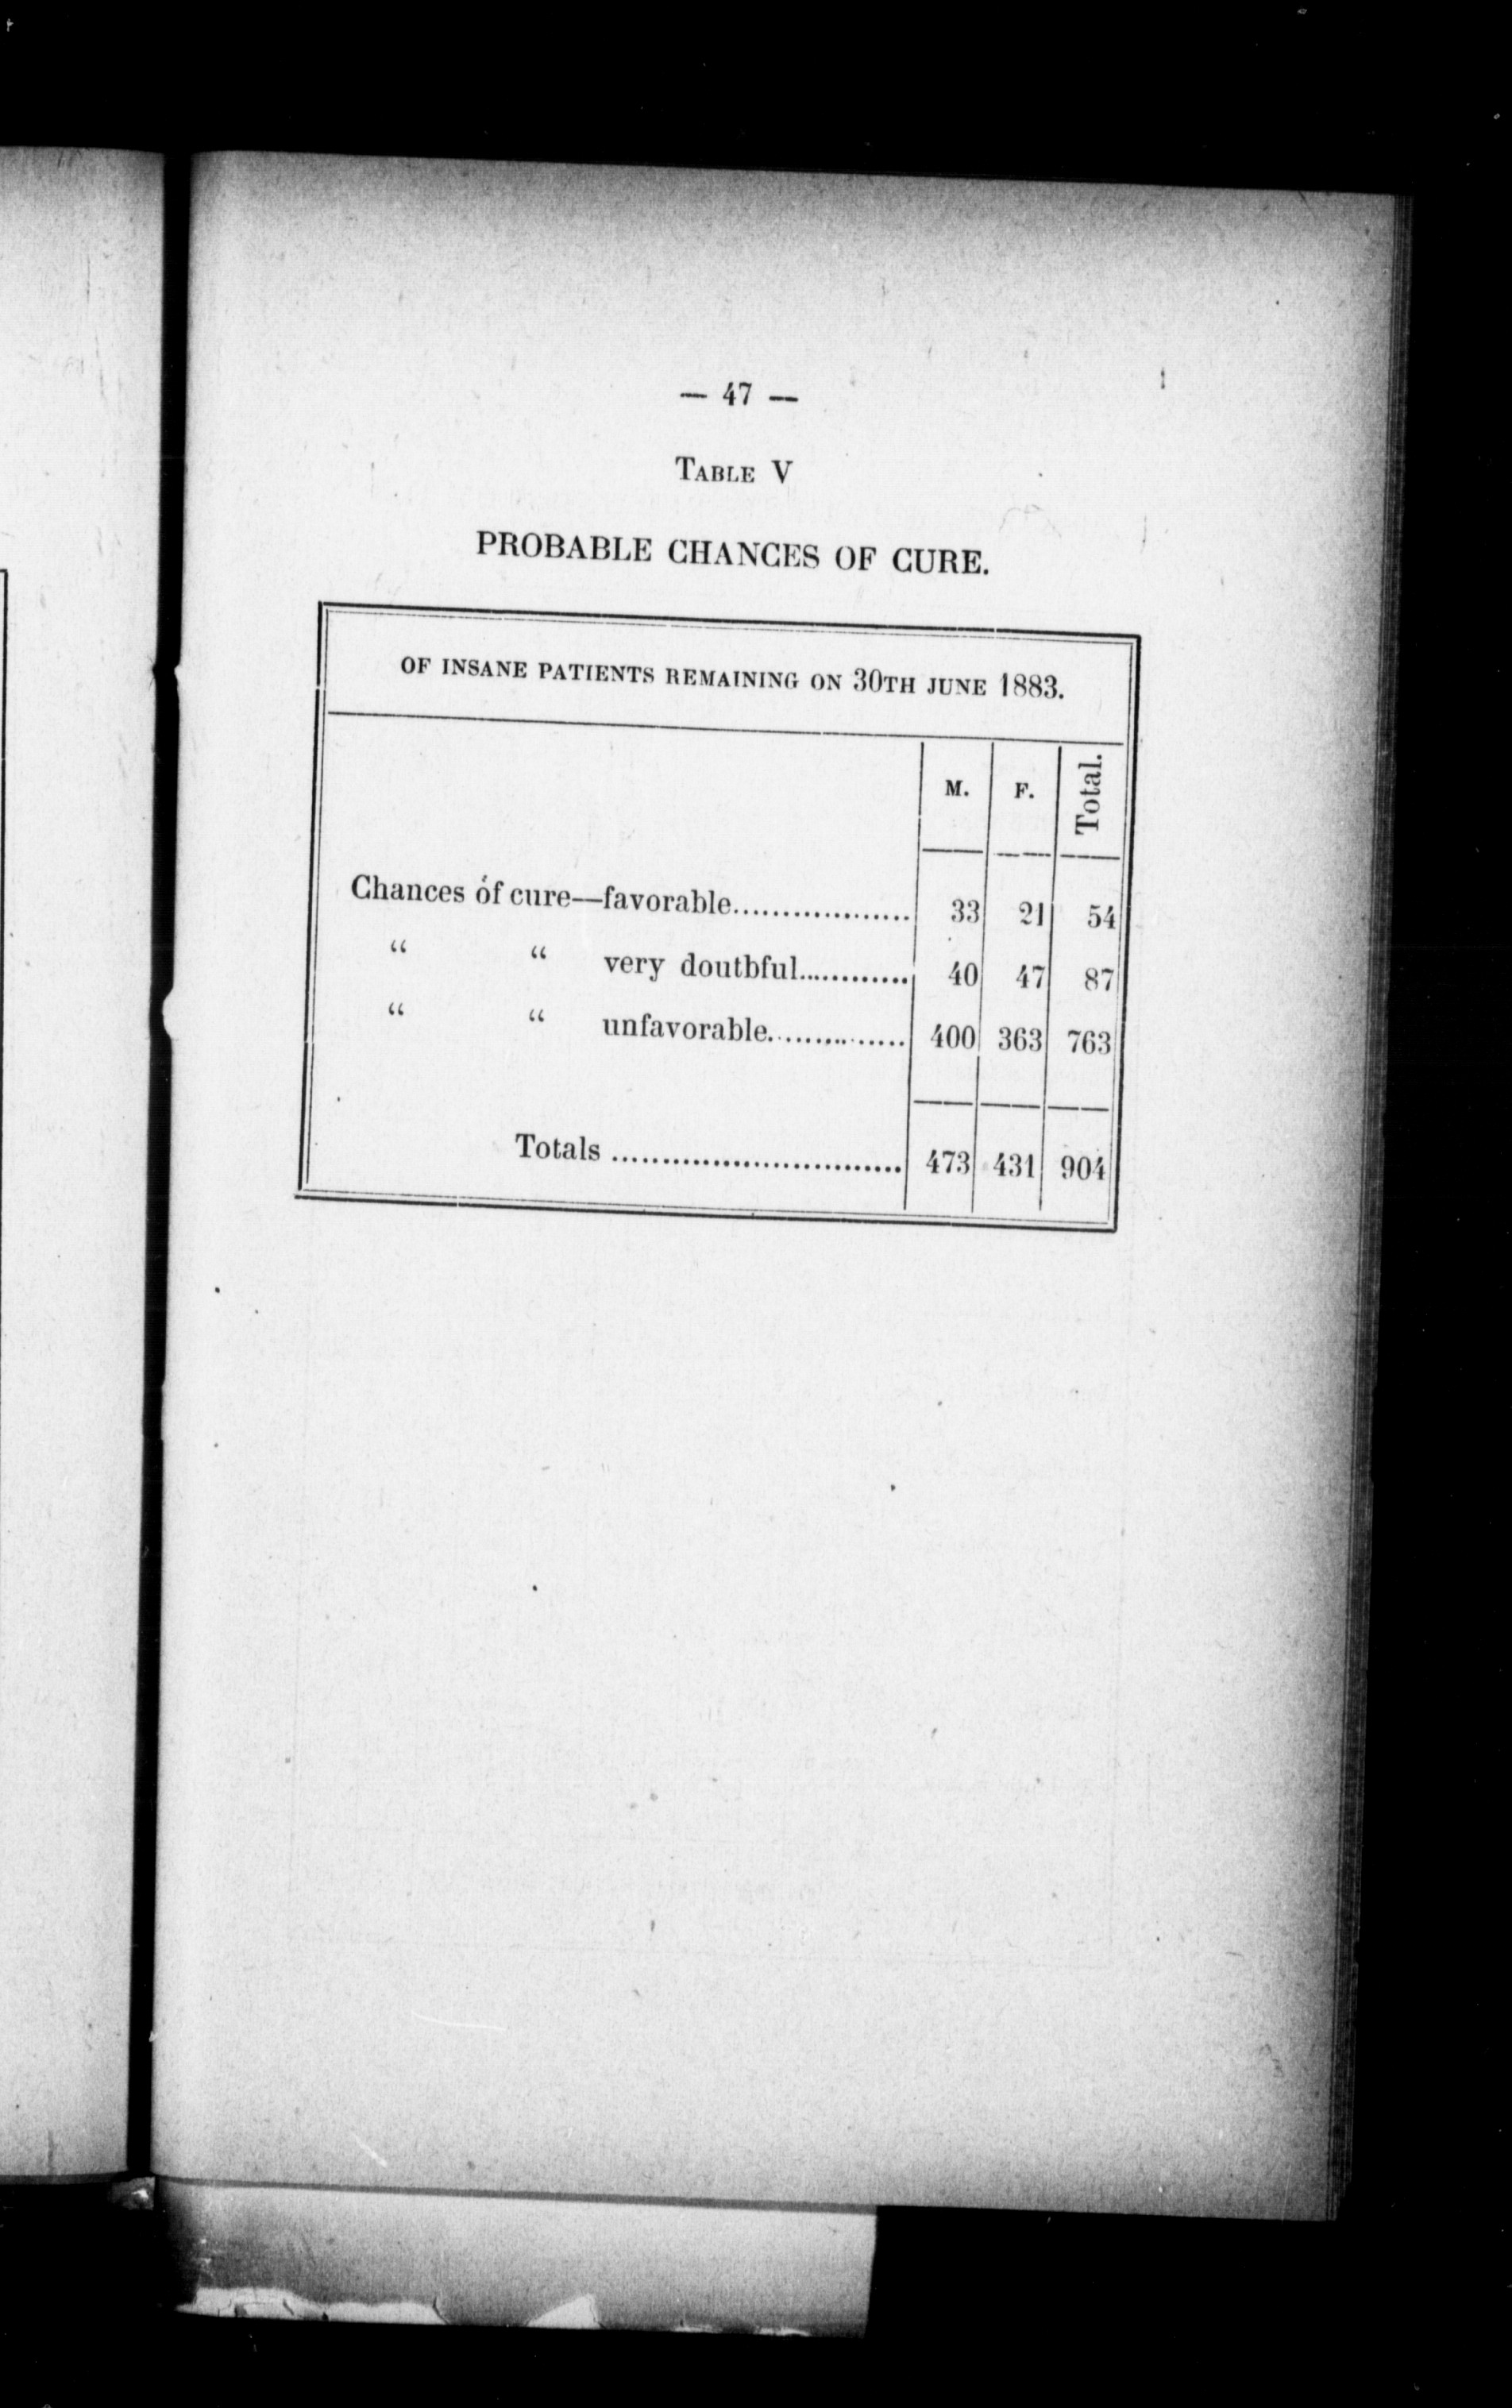 — 47 —
TABLE V
PROBABLE CHANCES OF CURE.
OF INSANE PATIENTS REMAINING ON 30TH JUNE 1883.
M. F. Total.
Chances of cure—favorable.................. 33 21 54
“ “ very doutbful............ 40 47 87
“ “ unfavorable............... 400 363 763
Totals ............................. 473 431 904